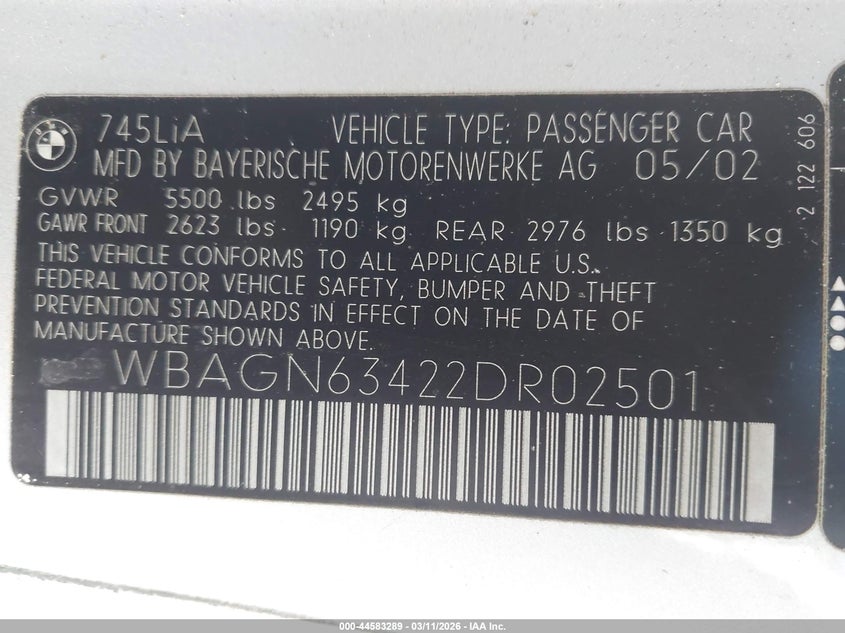 BMW
745LiA VEHICLE TYPE: PASSENGER CAR
MFD BY BAYERISCHE MOTORENWERKE AG 05/02
GVWR 5500 lbs 2495 kg
GAWR FRONT 2623 lbs 1190 kg REAR 2976 lbs 1350 kg
THIS VEHICLE CONFORMS TO ALL APPLICABLE U.S.
FEDERAL MOTOR VEHICLE SAFETY, BUMPER AND THEFT
PREVENTION STANDARDS IN EFFECT ON THE DATE OF
MANUFACTURE SHOWN ABOVE.
WBAGN63422DR02501
2 122 606
000-44583289 - 03/11/2026 - IAA Inc.